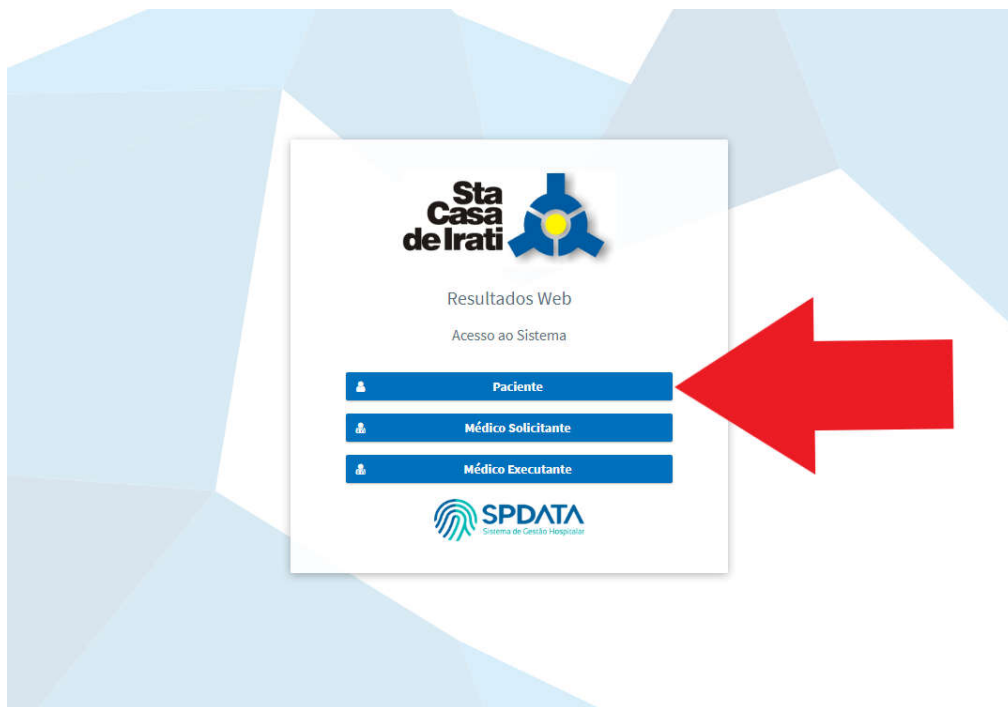 Sta
Casa
de Irati
Resultados Web
Acesso ao Sistema
Paciente
Médico Solicitante
Médico Executante
SPDATA
Sistema de Gestão Hospitalar